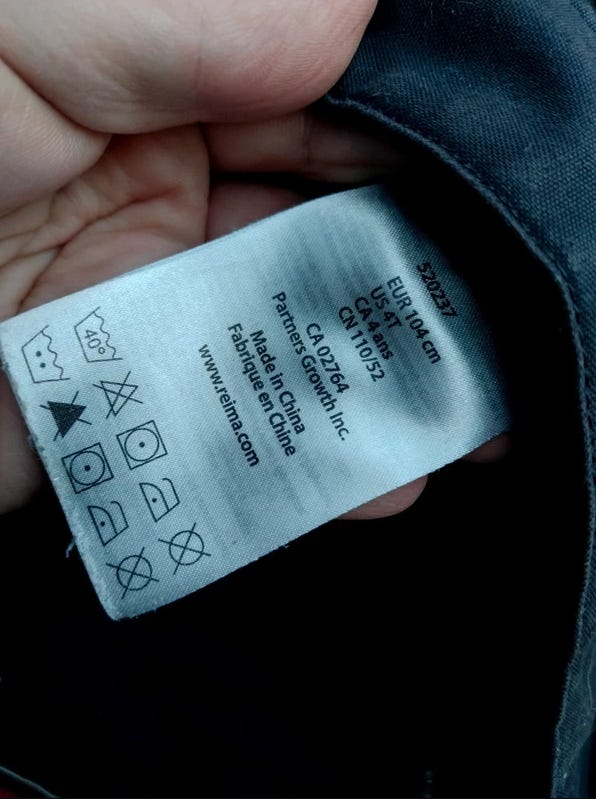 520237
EUR 104 cm
US 4T
CA 4 ans
CN 110/52
CA 02764
Partners Growth Inc.
Made in China
Fabrique en Chine
www.reima.com
40°